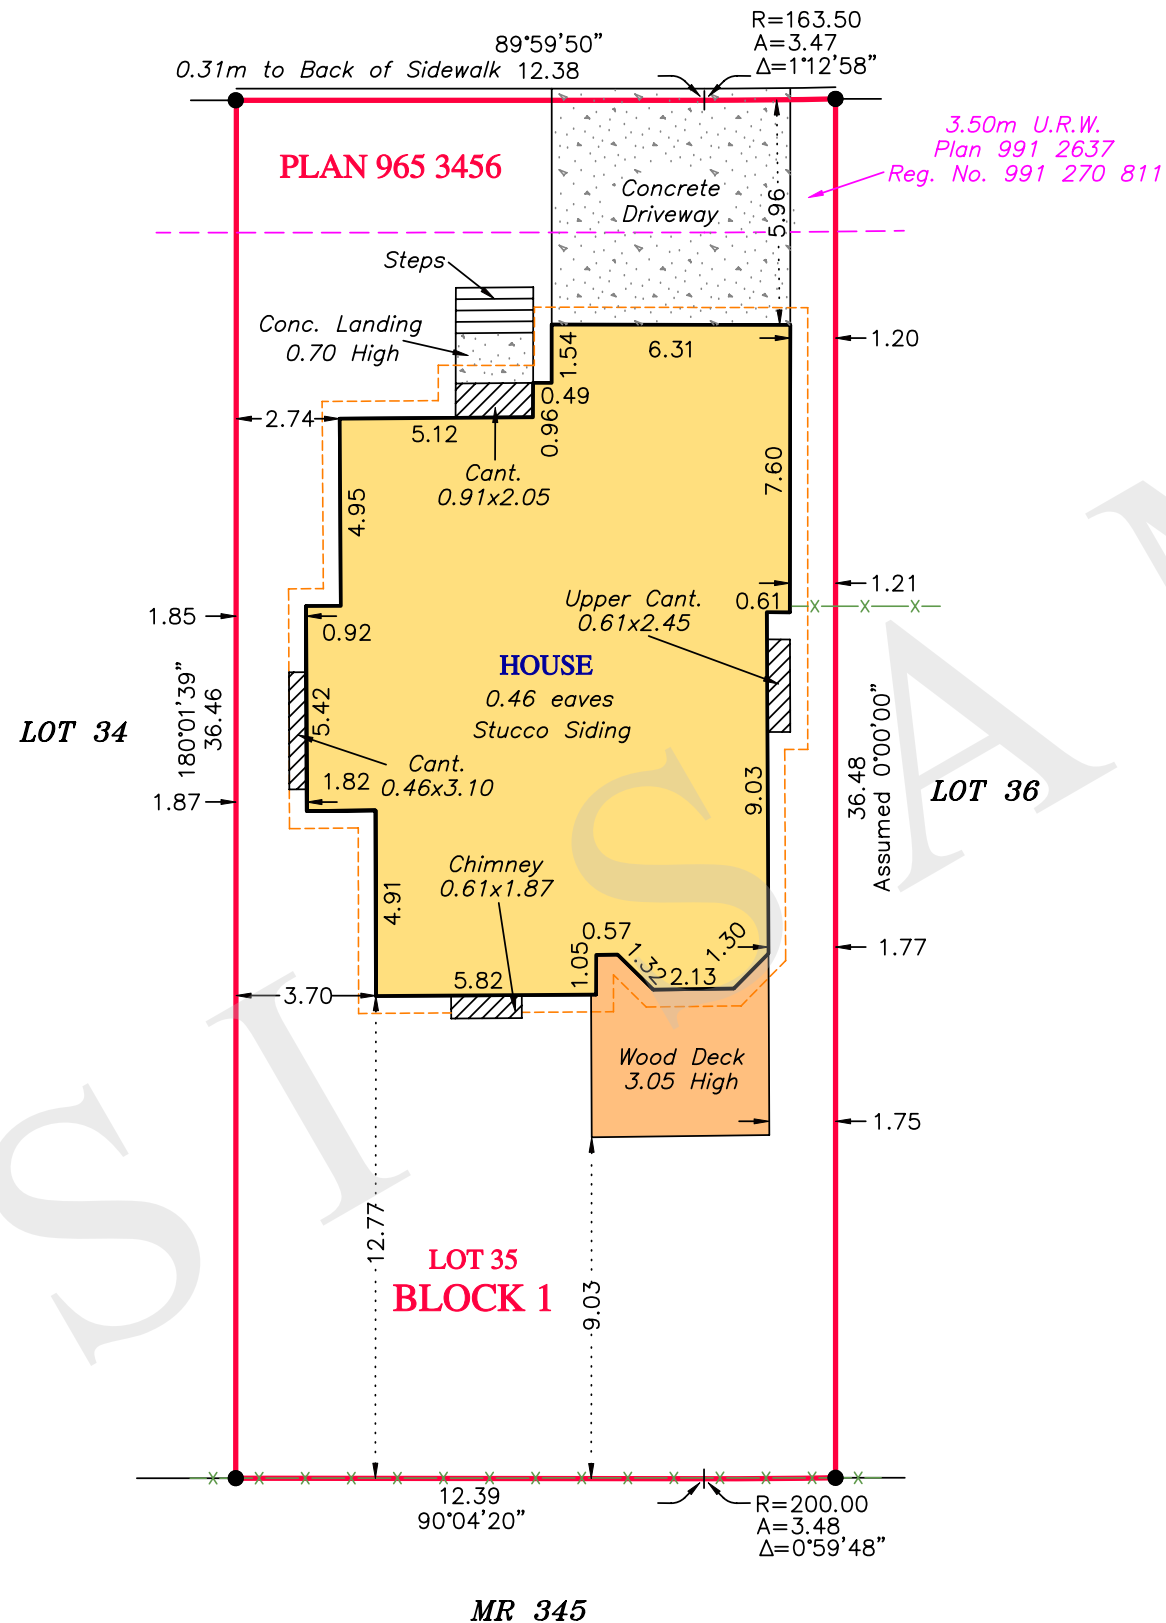 R=163.50
A=3.47
Δ=1°12'58"
89°59'50"
0.31m to Back of Sidewalk 12.38
3.50m U.R.W.
Plan 991 2637
Reg. No. 991 270 811
PLAN 965 3456
Concrete
Driveway
5.96
Steps
Conc. Landing
0.70 High
1.54
6.31
1.20
0.49
2.74
5.12
0.96
Cant.
0.91x2.05
7.60
4.95
1.21
Upper Cant.
0.61x2.45
0.61
1.85
0.92
HOUSE
0.46 eaves
Stucco Siding
180°01'39"
36.46
5.42
LOT 34
Cant.
0.46x3.10
1.82
1.87
9.03
36.48
Assumed 0°00'00"
LOT 36
Chimney
0.61x1.87
4.91
0.57
1.05
1.32
2.13
1.30
1.77
5.82
3.70
Wood Deck
3.05 High
1.75
12.77
9.03
LOT 35
BLOCK 1
12.39
90°04'20"
R=200.00
A=3.48
Δ=0°59'48"
MR 345
S I S A